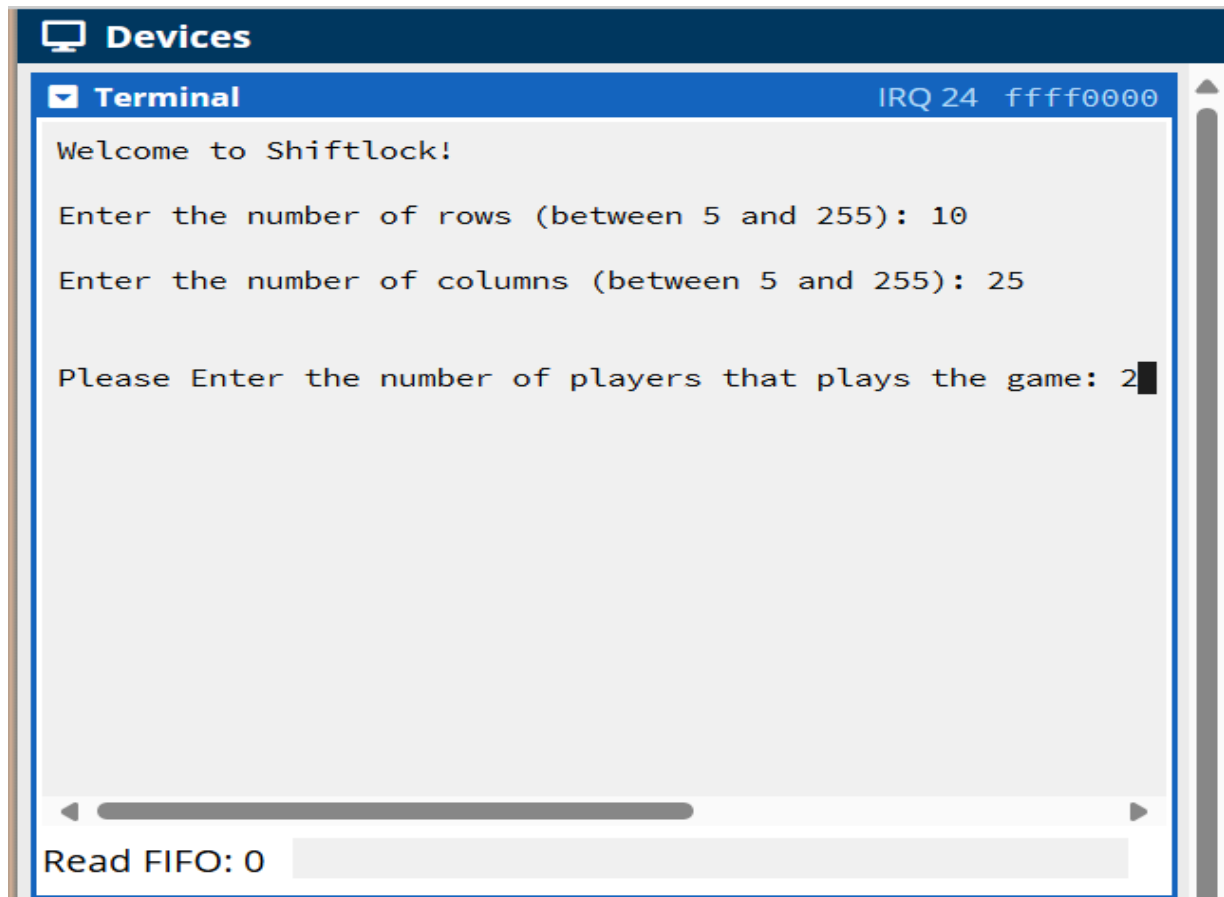 Devices
Terminal IRQ 24 ffff0000
Welcome to Shiftlock!
Enter the number of rows (between 5 and 255): 10
Enter the number of columns (between 5 and 255): 25
Please Enter the number of players that plays the game: 2
Read FIFO: 0